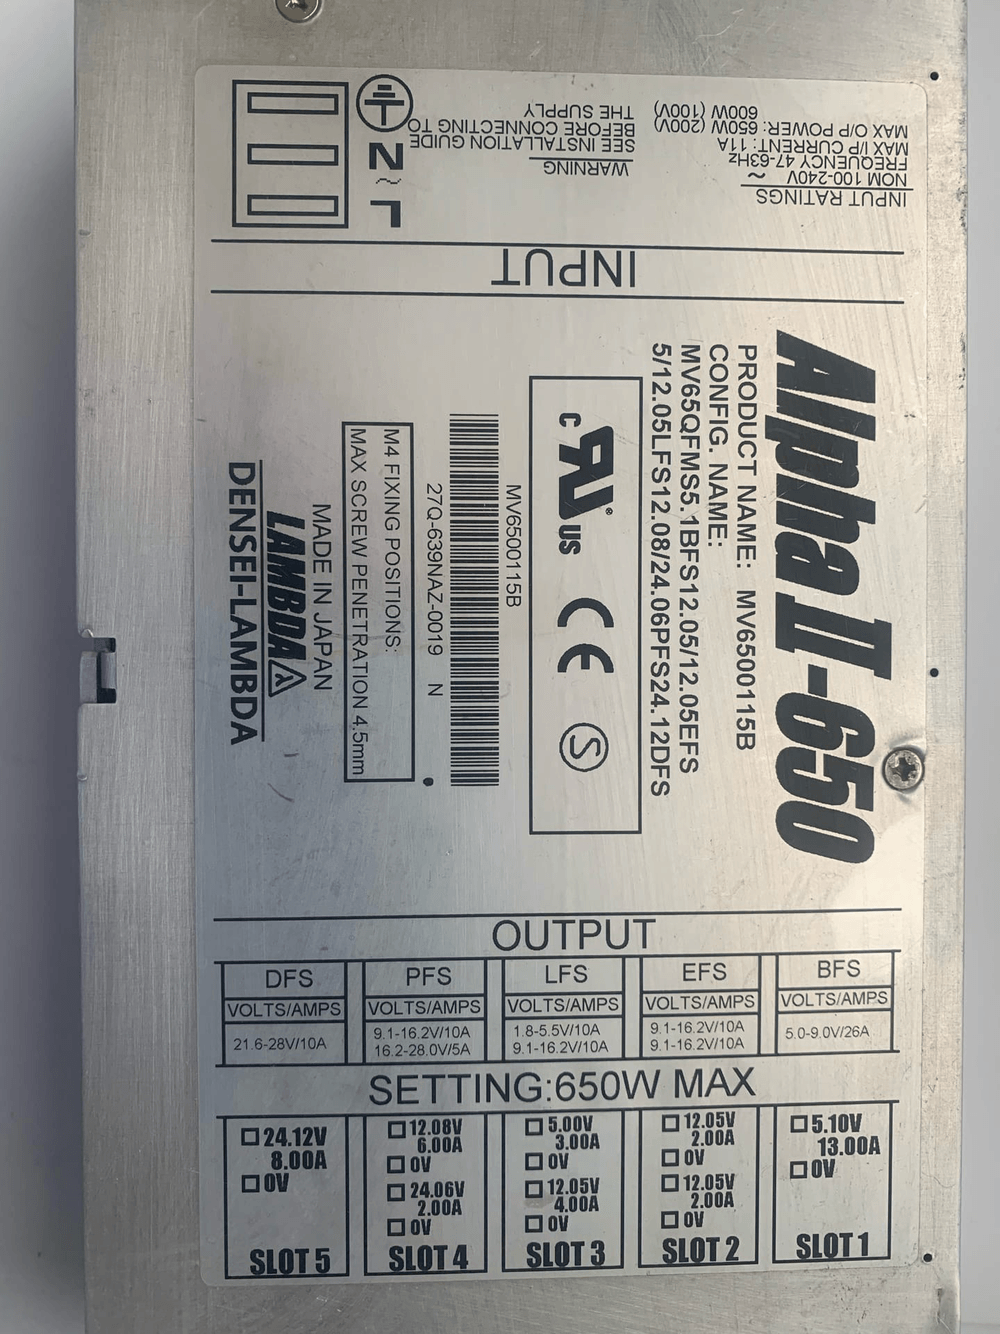 INPUT RATINGS
NOM 100-240V ~
FREQUENCY 47-63Hz
MAX I/P CURRENT: 11A
MAX O/P POWER: 650W (200V)
600W (100V)
WARNING
SEE INSTALLATION GUIDE
BEFORE CONNECTING TO
THE SUPPLY
L
~
N
INPUT
Alpha II-650
PRODUCT NAME: MV6500115B
CONFIG. NAME:
MV65QFMS5.1BFS12.05/12.05EFS
5/12.05LFS12.08/24.06PFS24.12DFS
c UL® US CE S
MV6500115B
27Q-639NAZ-0019 N
M4 FIXING POSITIONS:
MAX SCREW PENETRATION 4.5mm
MADE IN JAPAN
LAMBDA
DENSEI-LAMBDA
OUTPUT
DFS PFS LFS EFS BFS
VOLTS/AMPS VOLTS/AMPS VOLTS/AMPS VOLTS/AMPS VOLTS/AMPS
21.6-28V/10A 9.1-16.2V/10A 1.8-5.5V/10A 9.1-16.2V/10A 5.0-9.0V/26A
16.2-28.0V/5A 9.1-16.2V/10A 9.1-16.2V/10A
SETTING:650W MAX
☐24.12V ☐12.08V ☐5.00V ☐12.05V ☐5.10V
8.00A 6.00A 3.00A 2.00A 13.00A
☐0V ☐0V ☐0V ☐0V ☐0V
☐24.06V ☐12.05V ☐12.05V
2.00A 4.00A 2.00A
☐0V ☐0V ☐0V
SLOT 5 SLOT 4 SLOT 3 SLOT 2 SLOT 1